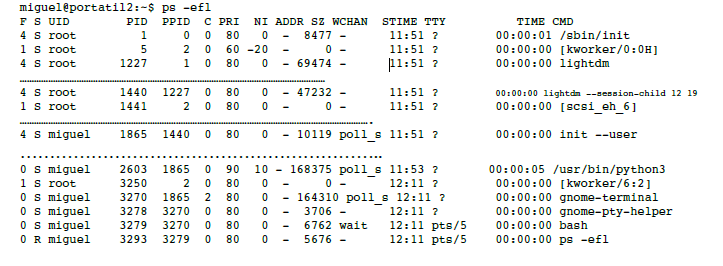 miguel@portatil2:~$ ps -efl
F S UID        PID  PPID  C PRI  NI ADDR SZ WCHAN  STIME TTY          TIME CMD
4 S root         1     0  0  80   0 -  8477 -      11:51 ?        00:00:01 /sbin/init
1 S root         5     2  0  60 -20 -     0 -      11:51 ?        00:00:00 [kworker/0:0H]
4 S root      1227     1  0  80   0 - 69474 -      11:51 ?        00:00:00 lightdm
................................................................................
4 S root      1440  1227  0  80   0 - 47232 -      11:51 ?        00:00:00 lightdm --session-child 12 19
1 S root      1441     2  0  80   0 -     0 -      11:51 ?        00:00:00 [scsi_eh_6]
................................................................................
4 S miguel    1865  1440  0  80   0 - 10119 poll_s 11:51 ?        00:00:00 init --user
......................................................
0 S miguel    2603  1865  0  90  10 - 168375 poll_s 11:53 ?       00:00:05 /usr/bin/python3
1 S root      3250     2  0  80   0 -     0 -      12:11 ?        00:00:00 [kworker/6:2]
0 S miguel    3270  1865  2  80   0 - 164310 poll_s 12:11 ?       00:00:00 gnome-terminal
0 S miguel    3278  3270  0  80   0 -  3706 -      12:11 ?        00:00:00 gnome-pty-helper
0 S miguel    3279  3270  0  80   0 -  6762 wait   12:11 pts/5    00:00:00 bash
0 R miguel    3293  3279  0  80   0 -  5676 -      12:11 pts/5    00:00:00 ps -efl